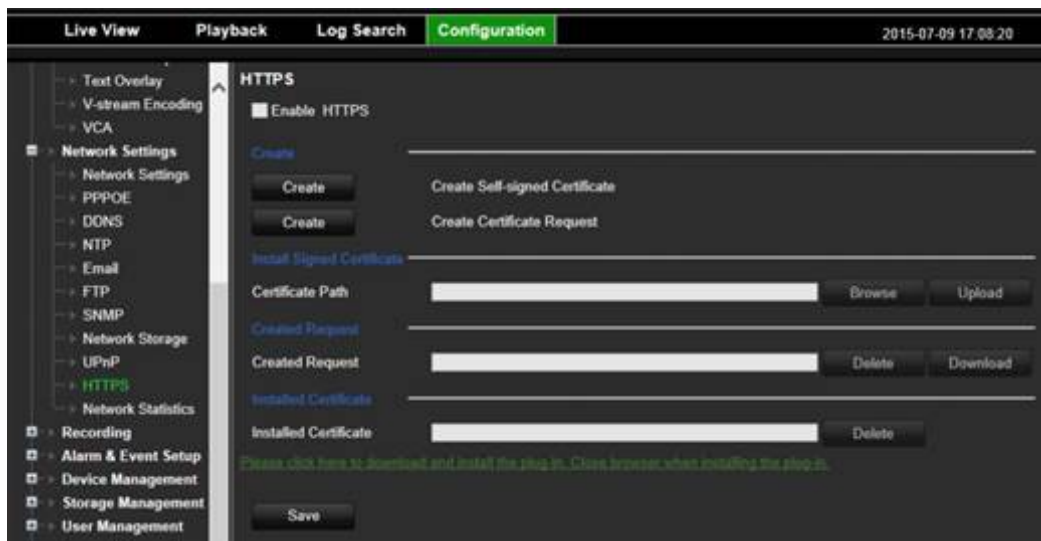 Live View Playback Log Search Configuration 2015-07-09 17:08:20
Text Overlay
V-stream Encoding
VCA
Network Settings
Network Settings
PPPOE
DDNS
NTP
Email
FTP
SNMP
Network Storage
UPnP
HTTPS
Network Statistics
Recording
Alarm & Event Setup
Device Management
Storage Management
User Management
HTTPS
Enable HTTPS
Create
Create Create Self-signed Certificate
Create Create Certificate Request
Install Signed Certificate
Certificate Path Browse Upload
Created Request
Created Request Delete Download
Installed Certificate
Installed Certificate Delete
Please click here to download and install the plug-in. Close browser when installing the plug-in.
Save